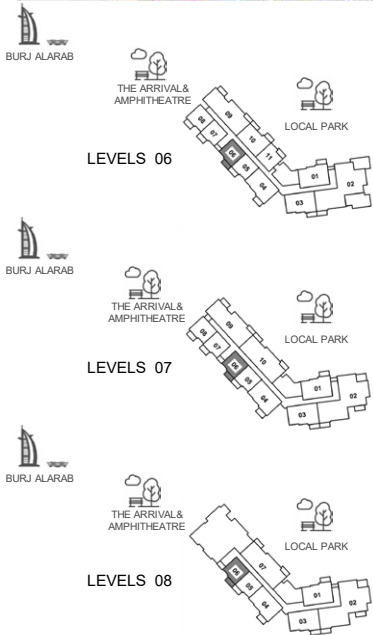 BURJ ALARAB
THE ARRIVAL&
AMPHITHEATRE
LOCAL PARK
LEVELS 06
08
07
09
10
11
06
05
04
01
02
03
BURJ ALARAB
THE ARRIVAL&
AMPHITHEATRE
LOCAL PARK
LEVELS 07
08
07
09
10
06
05
04
01
02
03
BURJ ALARAB
THE ARRIVAL&
AMPHITHEATRE
LOCAL PARK
LEVELS 08
07
06
05
04
01
02
03